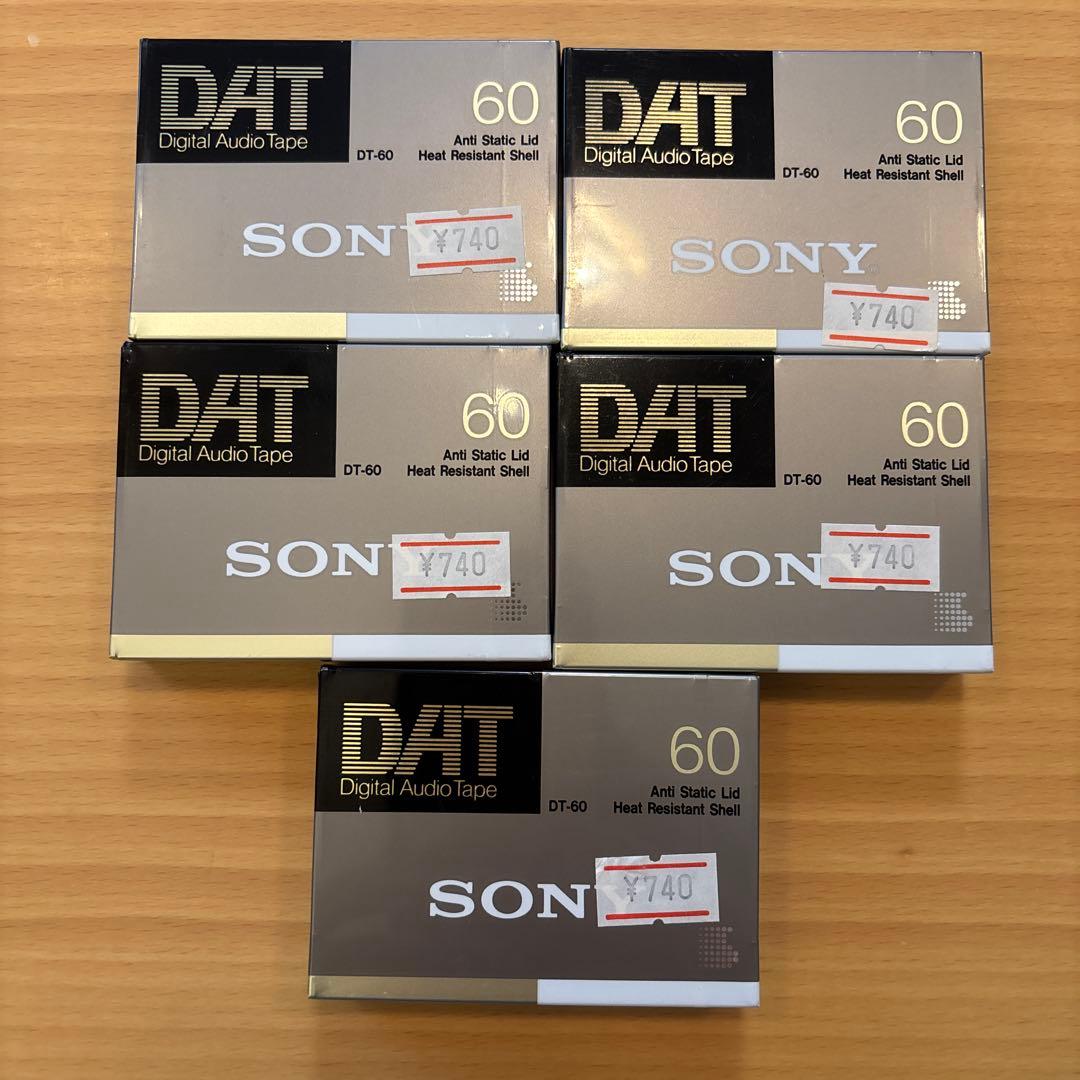 DAT
Digital Audio Tape
60
Anti Static Lid
DT-60 Heat Resistant Shell
SONY
¥740
DAT
Digital Audio Tape
60
Anti Static Lid
DT-60 Heat Resistant Shell
SONY
¥740
DAT
Digital Audio Tape
60
Anti Static Lid
DT-60 Heat Resistant Shell
SONY
¥740
DAT
Digital Audio Tape
60
Anti Static Lid
DT-60 Heat Resistant Shell
SONY
¥740
DAT
Digital Audio Tape
60
Anti Static Lid
DT-60 Heat Resistant Shell
SONY
¥740